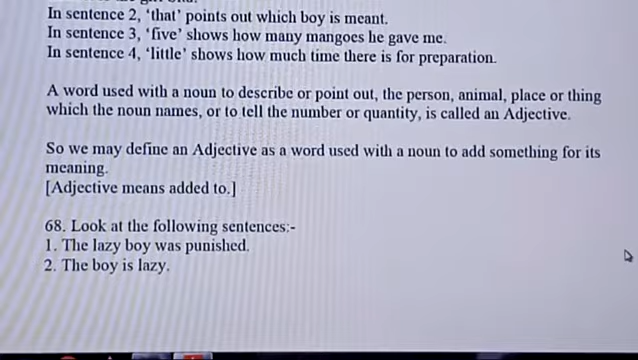 In sentence 2, ‘that’ points out which boy is meant.
In sentence 3, ‘five’ shows how many mangoes he gave me.
In sentence 4, ‘little’ shows how much time there is for preparation.
A word used with a noun to describe or point out, the person, animal, place or thing
which the noun names, or to tell the number or quantity, is called an Adjective.
So we may define an Adjective as a word used with a noun to add something for its
meaning.
[Adjective means added to.]
68. Look at the following sentences:-
1. The lazy boy was punished.
2. The boy is lazy.